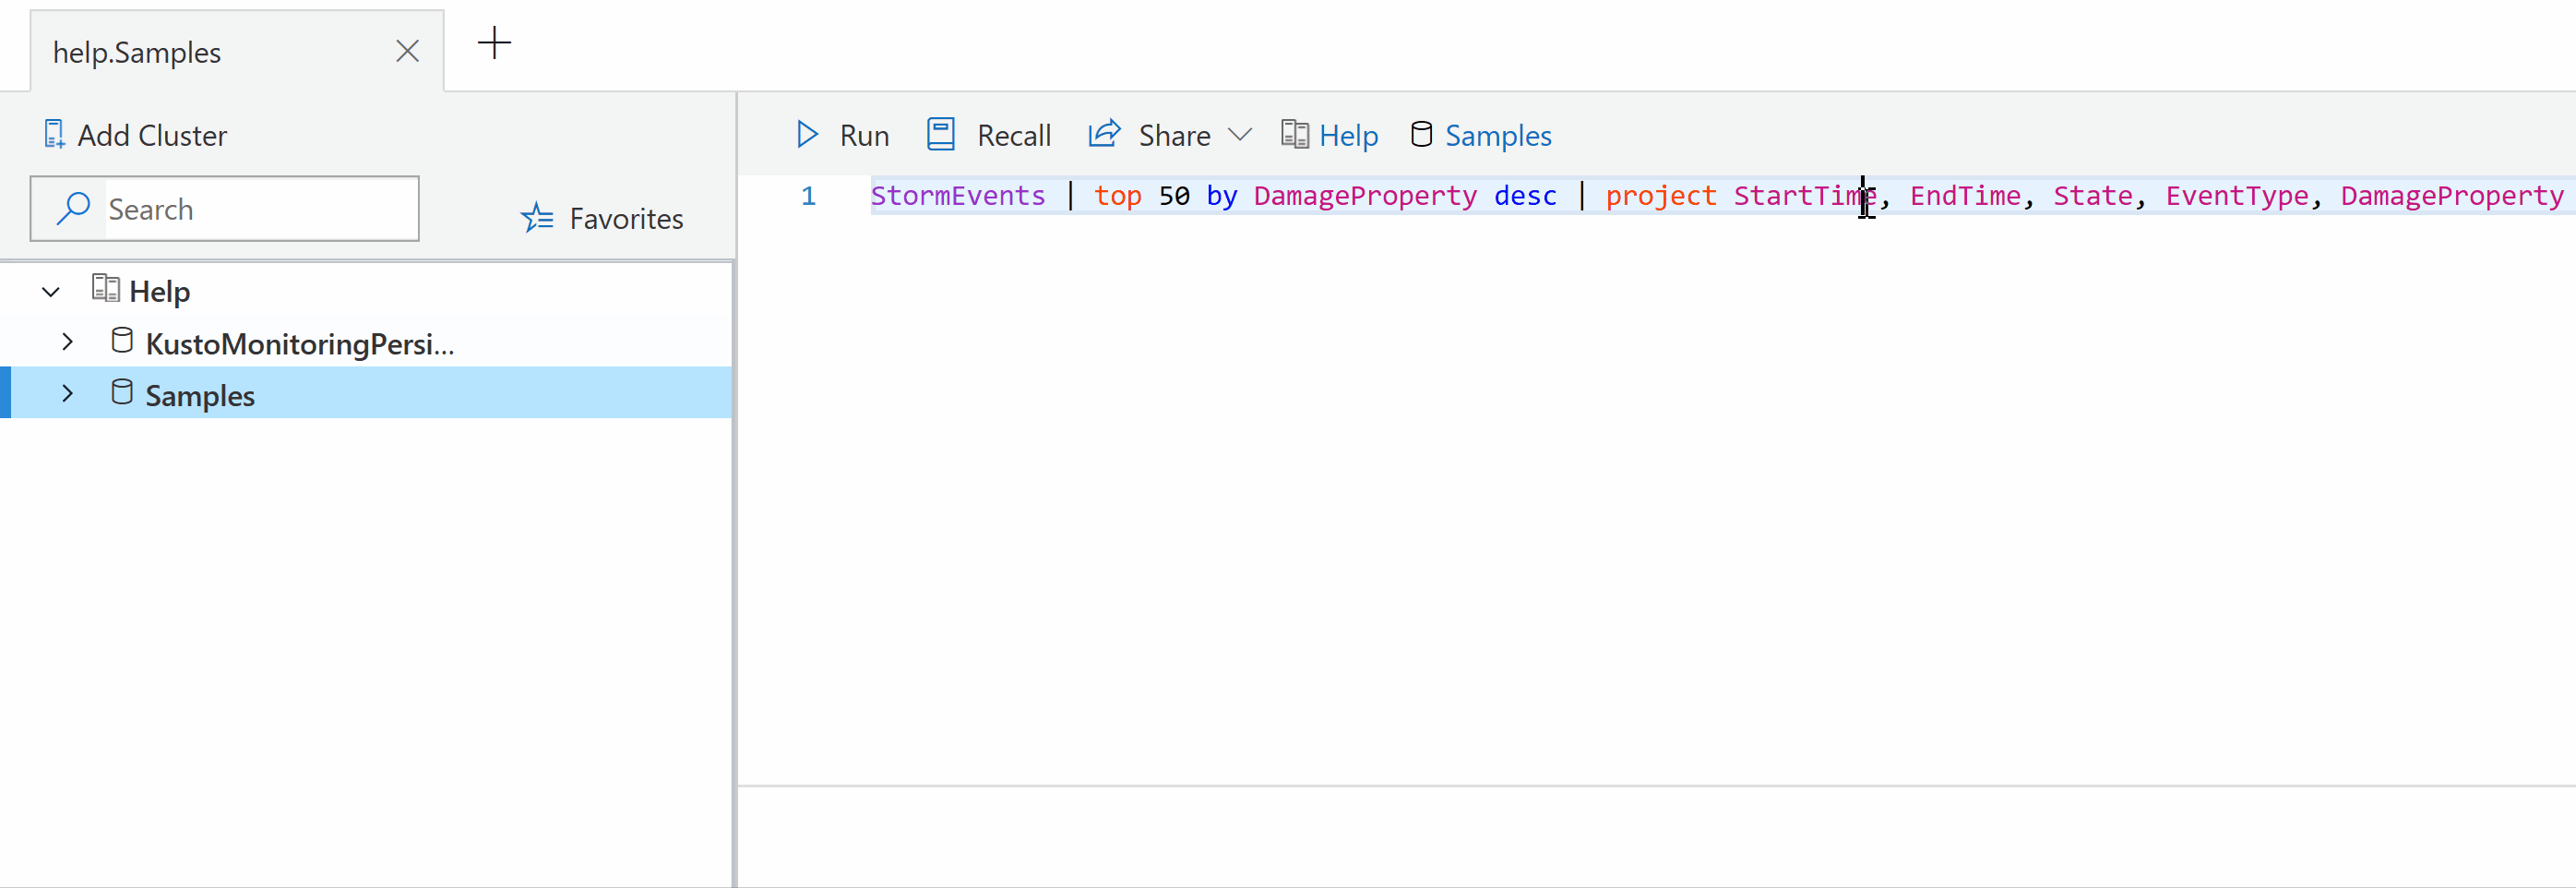 help.Samples
Add Cluster
Search
Favorites
Help
KustoMonitoringPersi...
Samples
Run Recall Share Help Samples
1 StormEvents | top 50 by DamageProperty desc | project StartTime, EndTime, State, EventType, DamageProperty